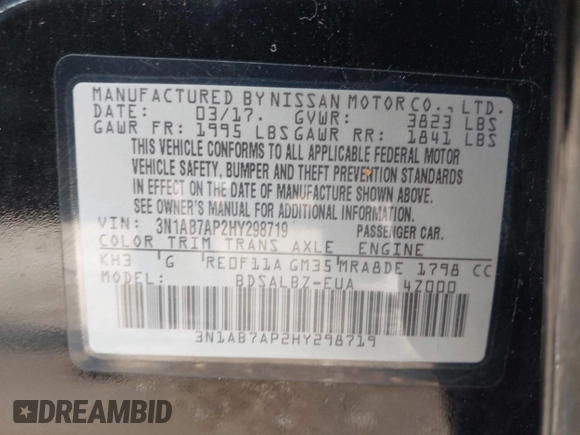 MANUFACTURED BY NISSAN MOTOR CO., LTD.
DATE: 03/17. GVWR: 3823 LBS
GAWR FR: 1995 LBS GAWR RR: 1841 LBS
THIS VEHICLE CONFORMS TO ALL APPLICABLE FEDERAL MOTOR
VEHICLE SAFETY, BUMPER AND THEFT PREVENTION STANDARDS
IN EFFECT ON THE DATE OF MANUFACTURE SHOWN ABOVE.
SEE OWNER'S MANUAL FOR ADDITIONAL INFORMATION.
VIN: 3N1AB7AP2HY298719 PASSENGER CAR.
COLOR TRIM TRANS AXLE ENGINE
KH3 G RE0F11A GM35 MRA8DE 1798 CC
MODEL: BDSALBZ-EUA 4Z000
3N1AB7AP2HY298719
DREAMBID